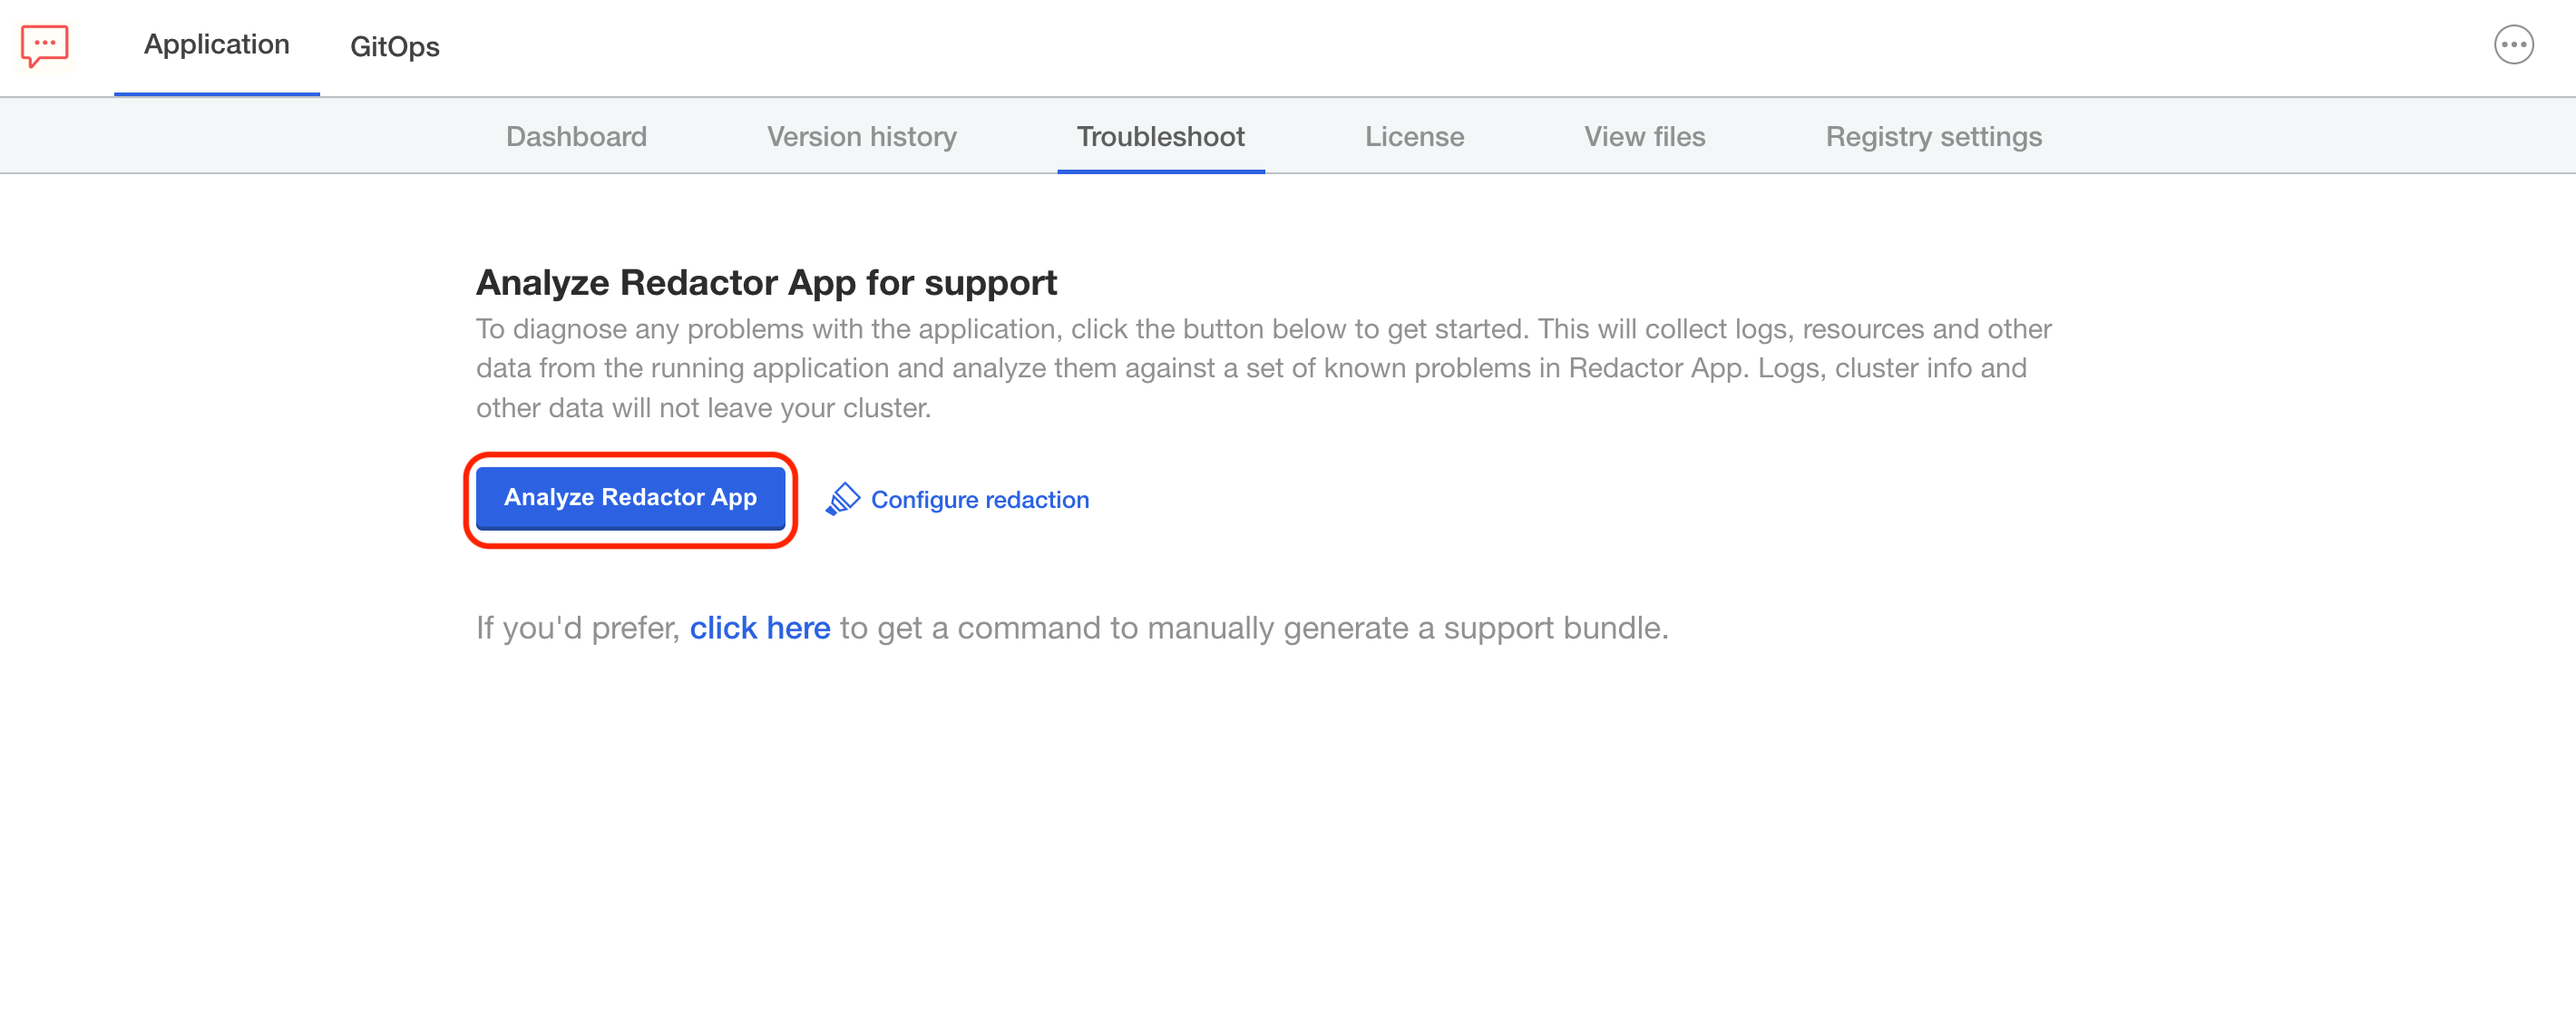 Application
GitOps
Dashboard
Version history
Troubleshoot
License
View files
Registry settings
Analyze Redactor App for support
To diagnose any problems with the application, click the button below to get started. This will collect logs, resources and other
data from the running application and analyze them against a set of known problems in Redactor App. Logs, cluster info and
other data will not leave your cluster.
Analyze Redactor App
Configure redaction
If you'd prefer, click here to get a command to manually generate a support bundle.